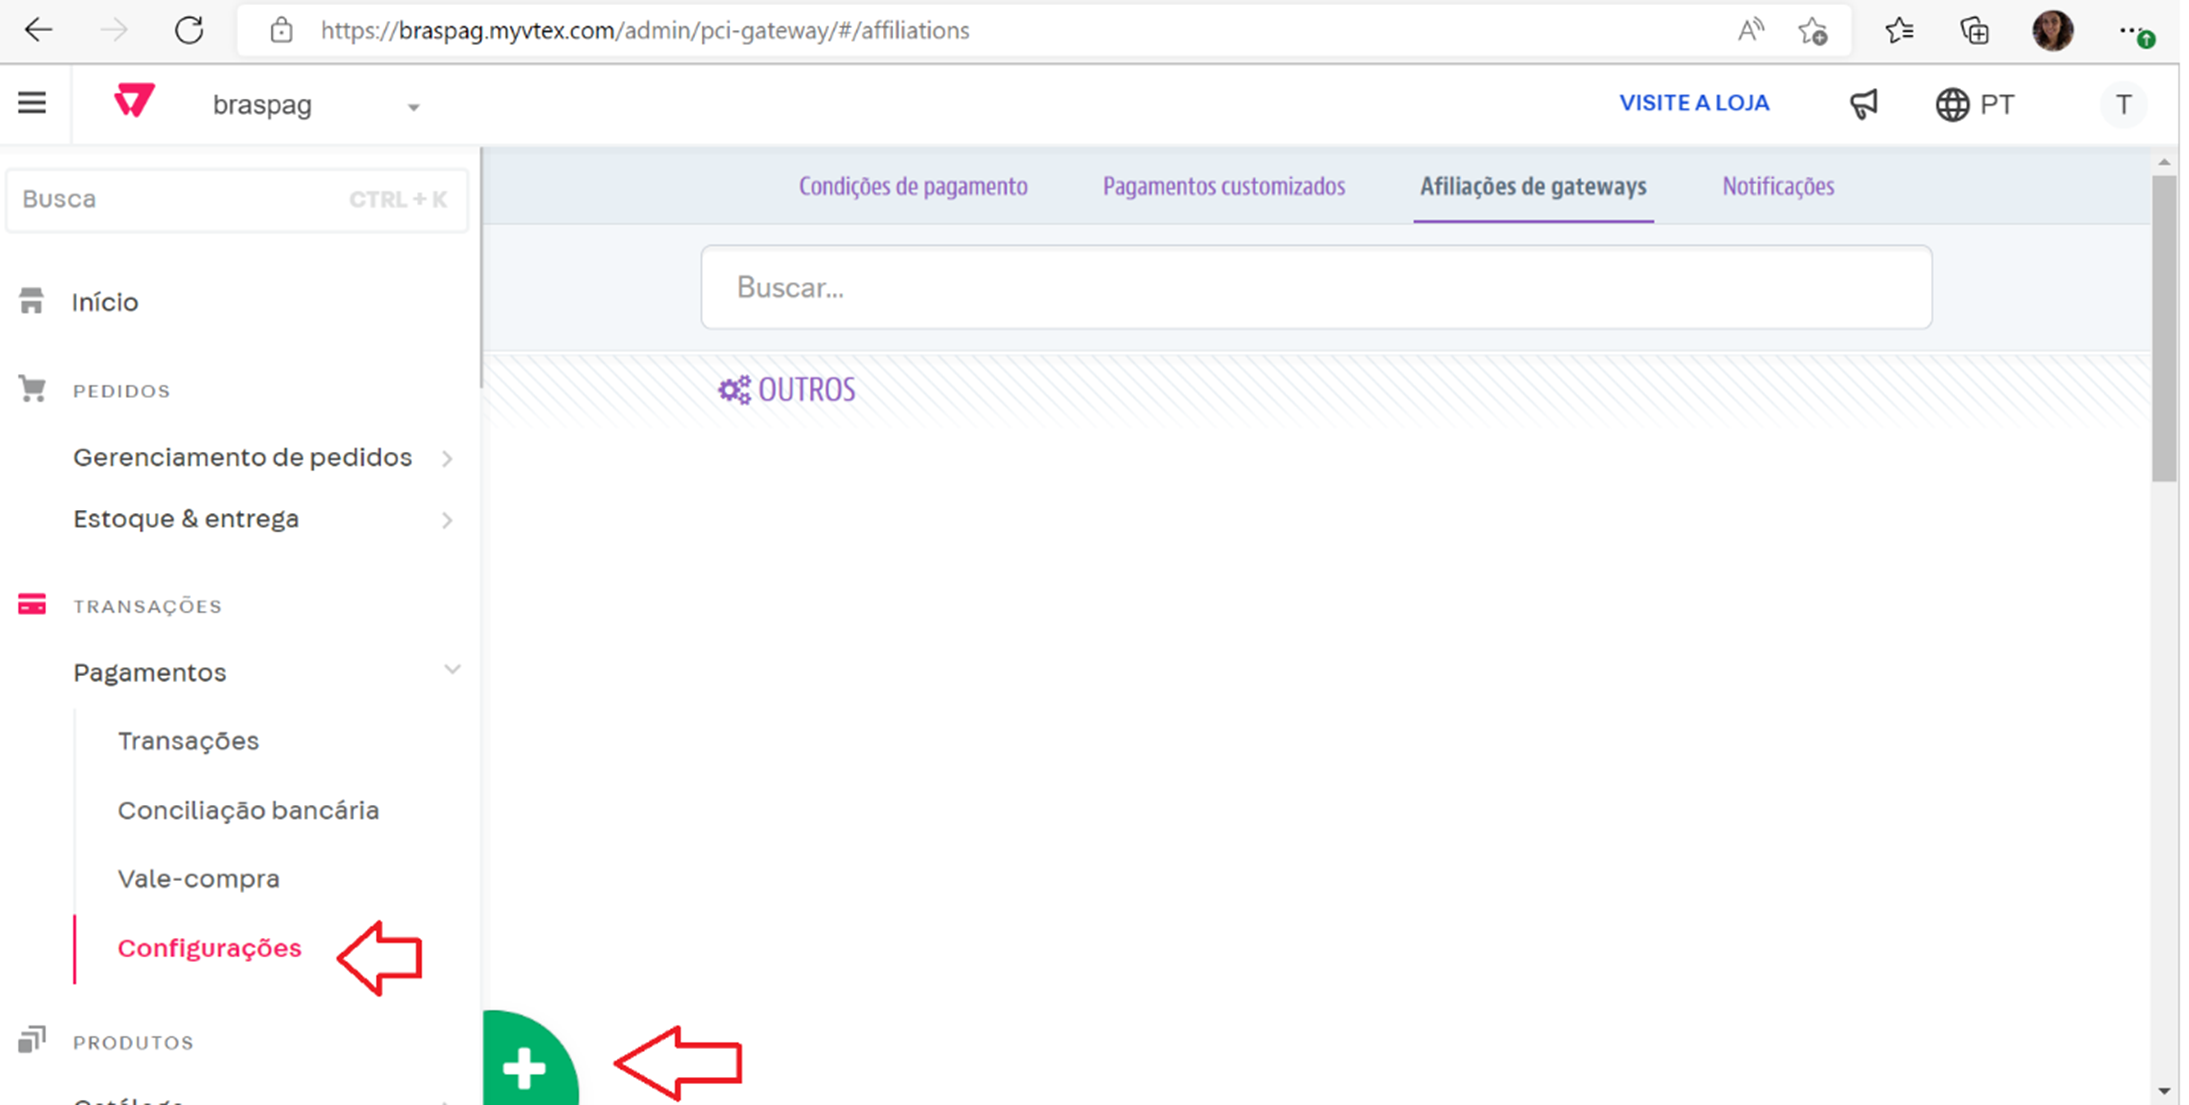 https://braspag.myvtex.com/admin/pci-gateway/#/affiliations
braspag
VISITE A LOJA
PT
T
Busca CTRL + K
Condições de pagamento
Pagamentos customizados
Afiliações de gateways
Notificações
Buscar...
OUTROS
Início
PEDIDOS
Gerenciamento de pedidos
Estoque & entrega
TRANSAÇÕES
Pagamentos
Transações
Conciliação bancária
Vale-compra
Configurações
PRODUTOS